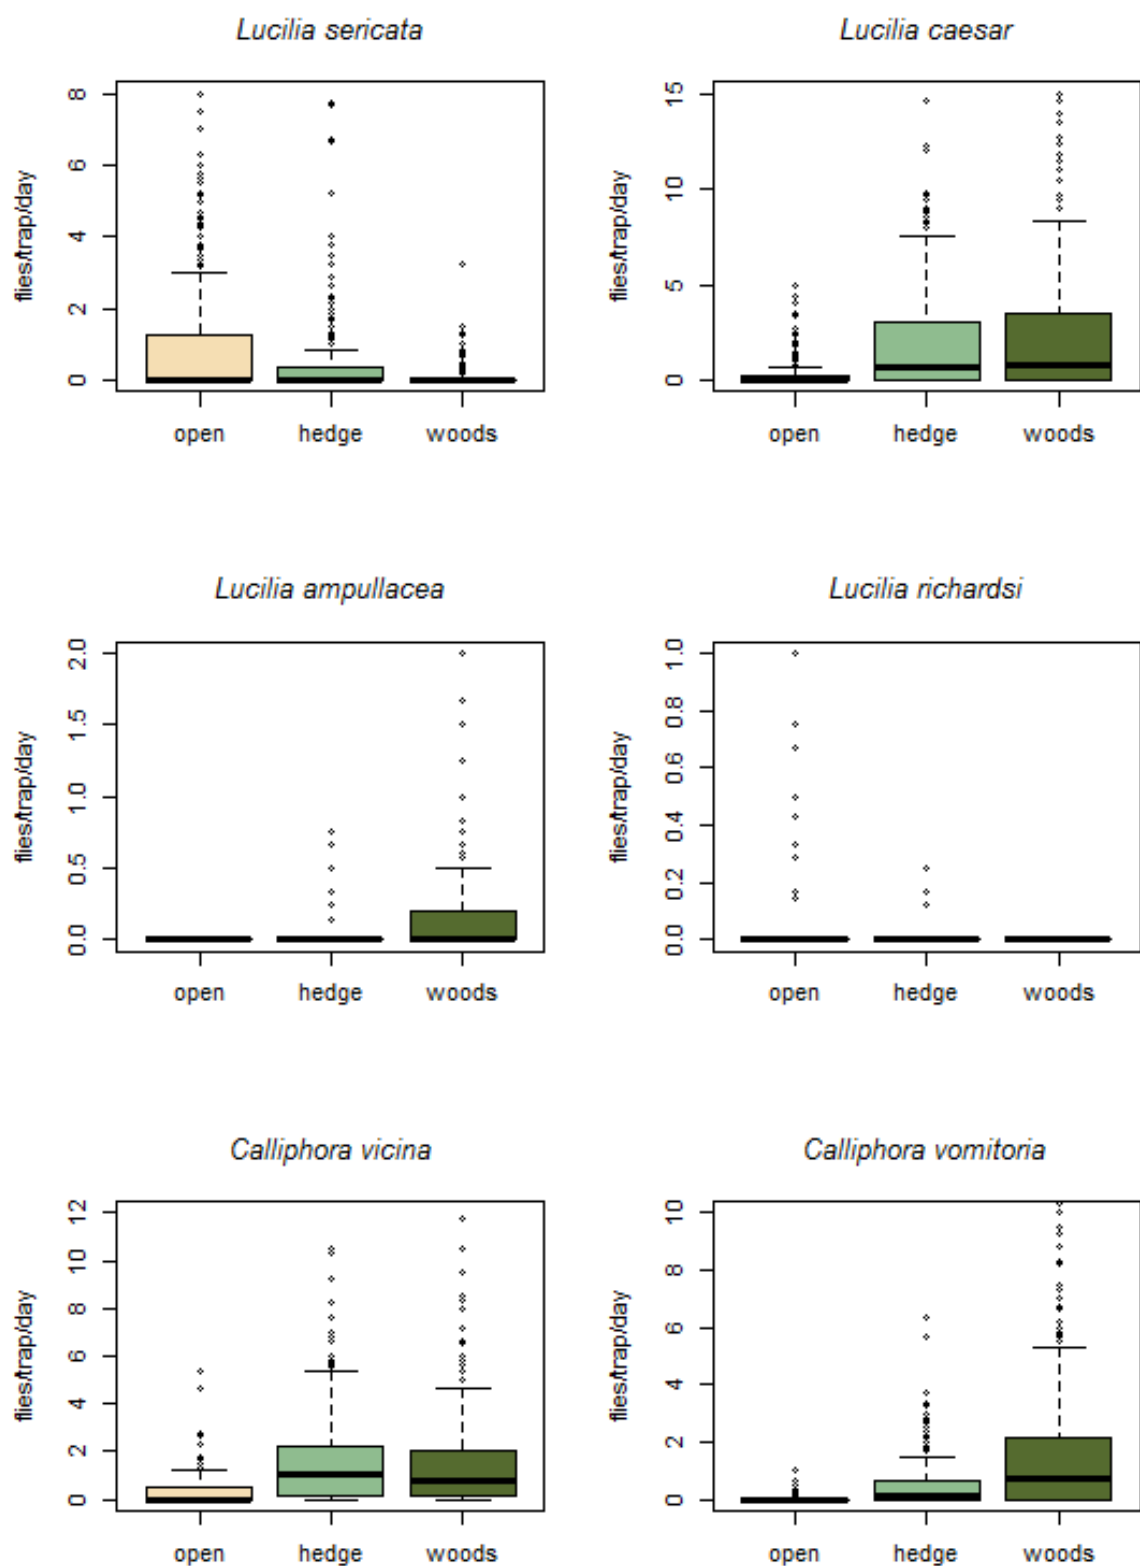 Lucilia sericata
flies/trap/day
8
6
4
2
0
open hedge woods
Lucilia caesar
flies/trap/day
15
10
5
0
open hedge woods
Lucilia ampullacea
flies/trap/day
2.0
1.5
1.0
0.5
0.0
open hedge woods
Lucilia richardsi
flies/trap/day
1.0
0.8
0.6
0.4
0.2
0.0
open hedge woods
Calliphora vicina
flies/trap/day
12
10
8
6
4
2
0
open hedge woods
Calliphora vomitoria
flies/trap/day
10
8
6
4
2
0
open hedge woods